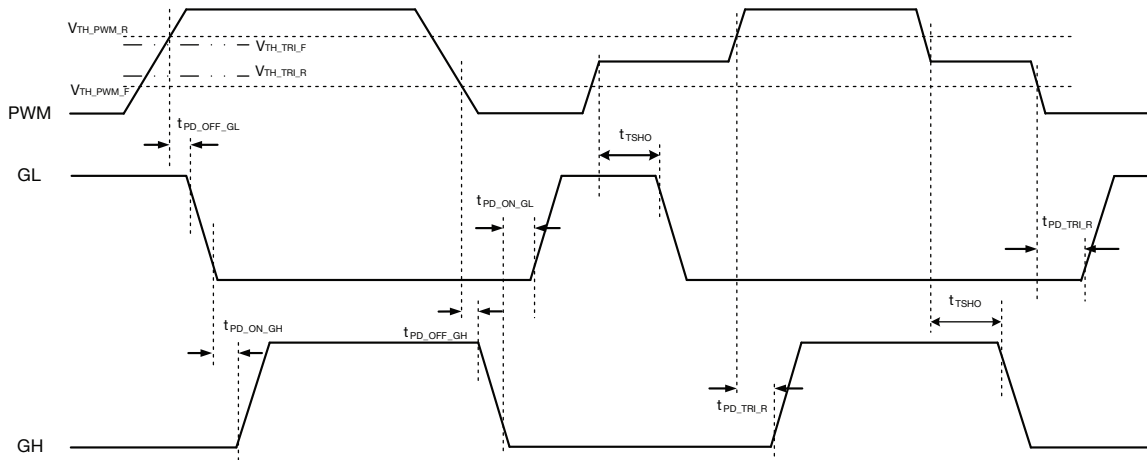 VTH_PWM_R
VTH_TRI_F
VTH_TRI_R
VTH_PWM_F
PWM
tPD_OFF_GL
tTSHO
GL
tPD_ON_GL
tPD_TRI_R
tPD_ON_GH
tPD_OFF_GH
tTSHO
tPD_TRI_R
GH